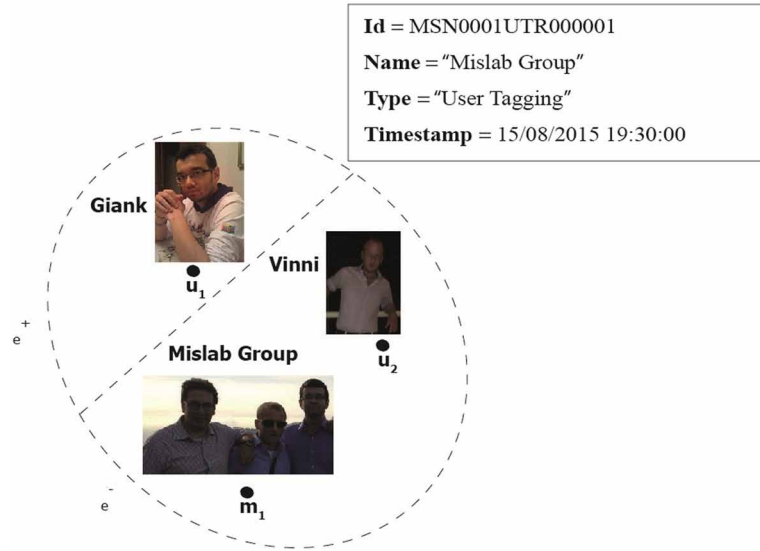 Id = MSN0001UTR000001
Name = “Mislab Group”
Type = “User Tagging”
Timestamp = 15/08/2015 19:30:00
Giank
u1
Vinni
u2
e+
Mislab Group
m1
e-